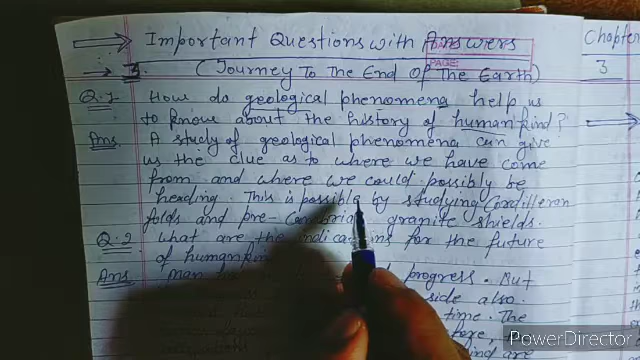 Important Questions with Answers
Chapter
3
PAGE:
3. (Journey To The End Of The Earth)
Q.1 How do geological phenomena help us
to know about the history of humankind?
Ans A study of geological phenomena can give
us the clue as to where we have come
from and where we could possibly be
heading. This is possible by studying Cordilleran
folds and pre-Cambrian granite shields.
Q.2 What are the indications for the future
of humankind
Ans Man progress. But
side also.
time. The
PowerDirector